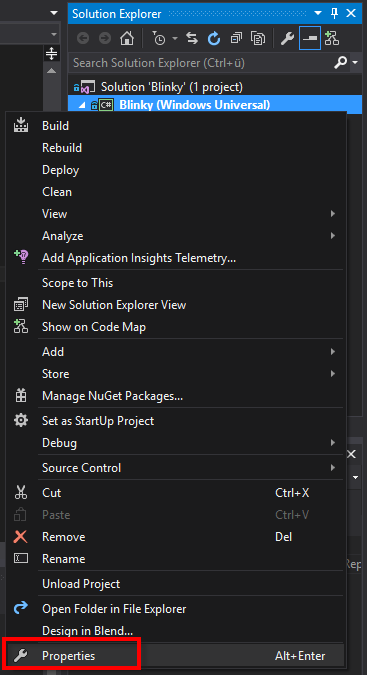 Solution Explorer
Search Solution Explorer (Ctrl+ü)
Solution 'Blinky' (1 project)
C# Blinky (Windows Universal)
Build
Rebuild
Deploy
Clean
View
Analyze
Add Application Insights Telemetry...
Scope to This
New Solution Explorer View
Show on Code Map
Add
Store
Manage NuGet Packages...
Set as StartUp Project
Debug
Source Control
Cut Ctrl+X
Paste Ctrl+V
Remove Del
Rename
Unload Project
Open Folder in File Explorer
Design in Blend...
Properties Alt+Enter